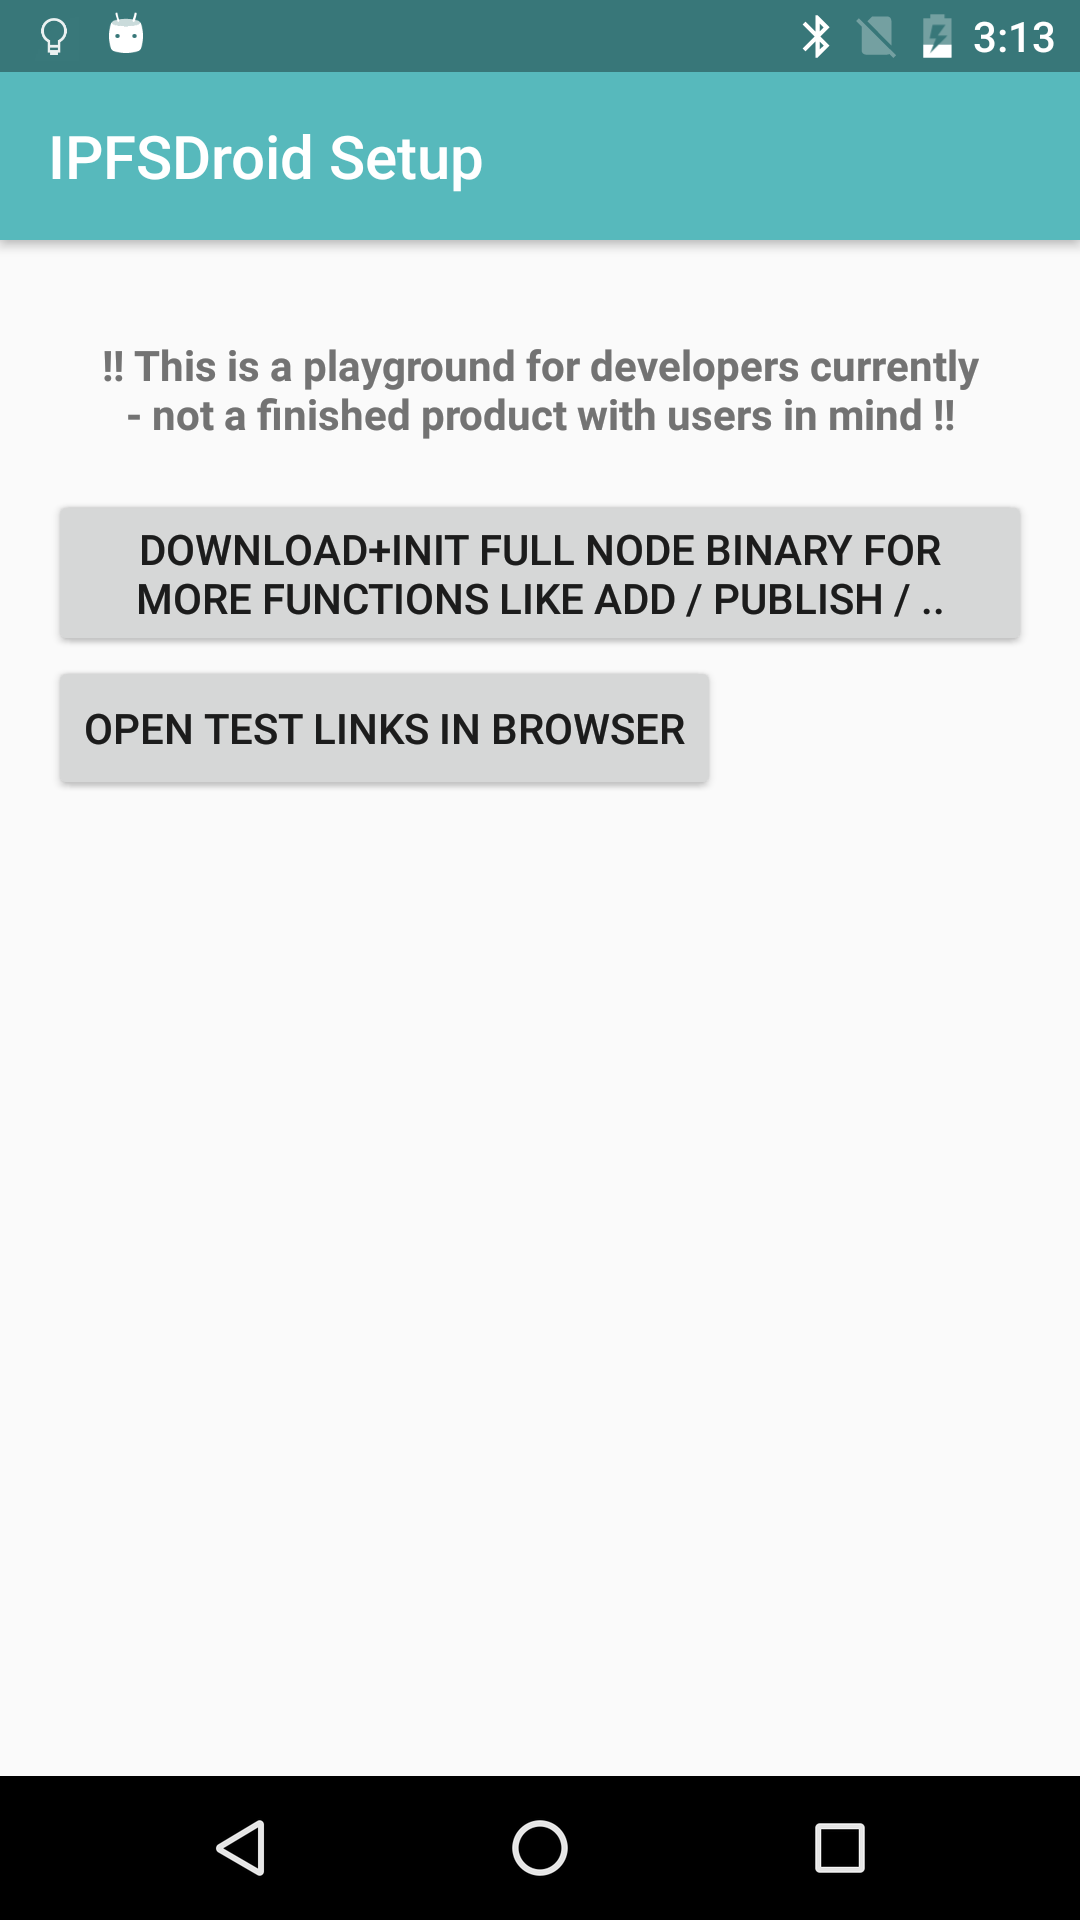 3:13
IPFSDroid Setup
!! This is a playground for developers currently
- not a finished product with users in mind !!
DOWNLOAD+INIT FULL NODE BINARY FOR
MORE FUNCTIONS LIKE ADD / PUBLISH / ..
OPEN TEST LINKS IN BROWSER